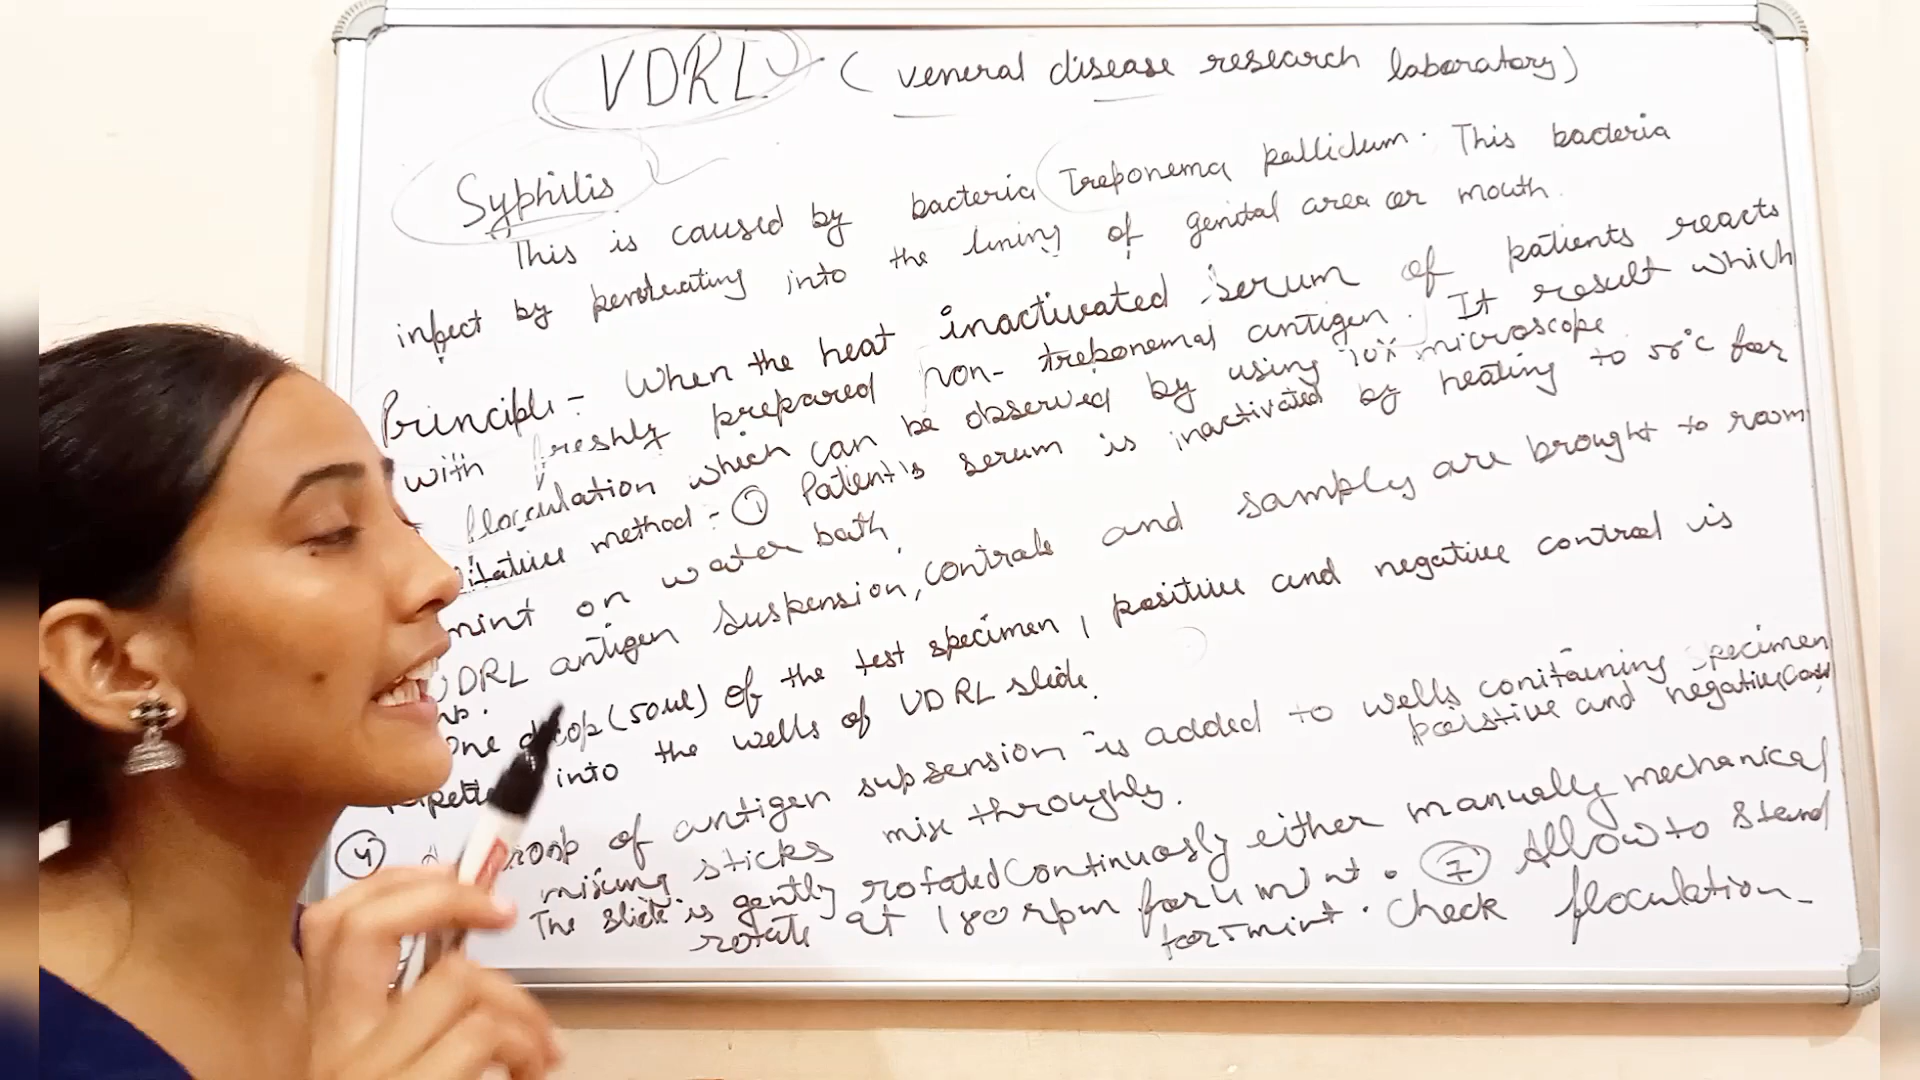 VDRL (veneral disease research laboratory)
Syphilis
This is caused by bacteria Treponema pallidum. This bacteria
infect by penetrating into the lining of genital area or mouth.
Principle:- When the heat inactivated serum of patients reacts
with freshly prepared non-treponemal antigen. It result which
flocculation which can be observed by using 10x microscope
method:- ① Patient's serum is inactivated by heating to 56°C for
mint on water bath.
VDRL antigen suspension, controls and samples are brought to room
One drop (50ul) of the test specimen, positive and negative control is
into the wells of VDRL slide.
④ of antigen subsension is added to wells conitaining specimen
positive and negative
mixing sticks mix throughly.
The slide is gently rotated Continuously either manually mechanical
rotate at 180 rpm for 4 mint. ⑦ Allow to stand
for 5 mint. Check floculation